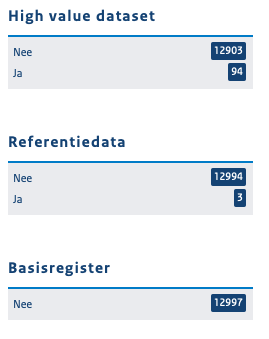 High value dataset
Nee 12903
Ja 94
Referentiedata
Nee 12994
Ja 3
Basisregister
Nee 12997